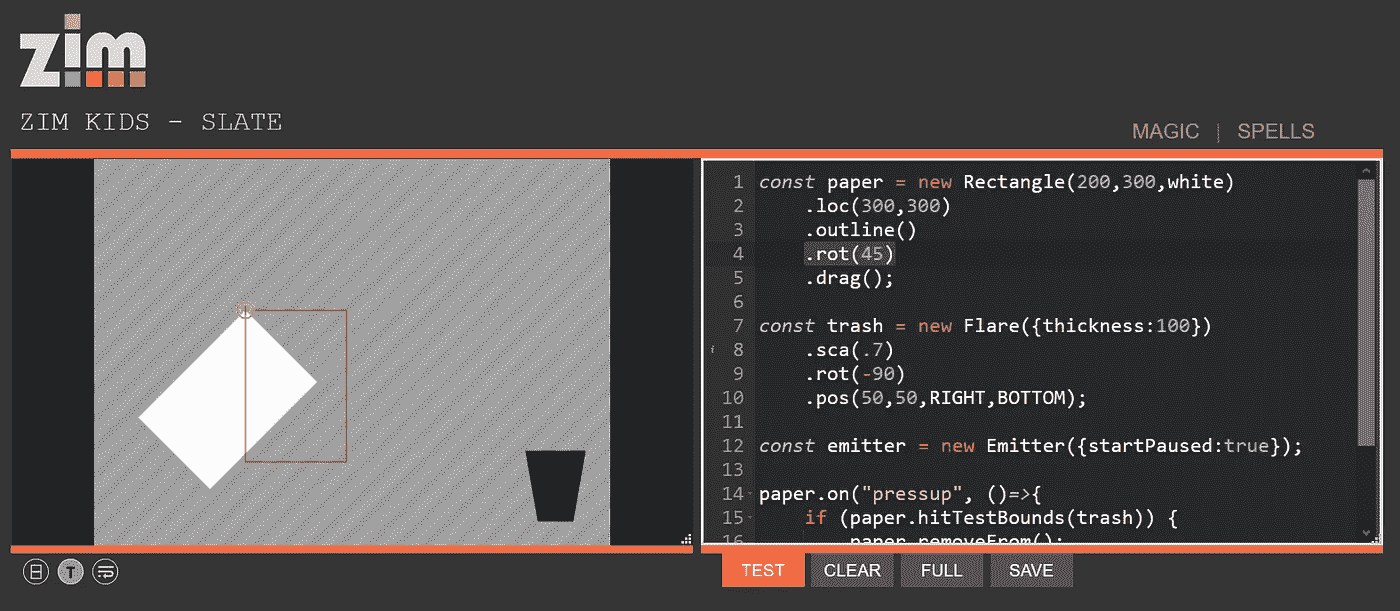 zim
ZIM KIDS - SLATE
MAGIC | SPELLS
1 const paper = new Rectangle(200,300,white)
2 .loc(300,300)
3 .outline()
4 .rot(45)
5 .drag();
6
7 const trash = new Flare({thickness:100})
i 8 .sca(.7)
9 .rot(-90)
10 .pos(50,50,RIGHT,BOTTOM);
11
12 const emitter = new Emitter({startPaused:true});
13
14 paper.on("pressup", ()=>{
15 if (paper.hitTestBounds(trash)) {
16 paper.removeFrom();
T
TEST CLEAR FULL SAVE